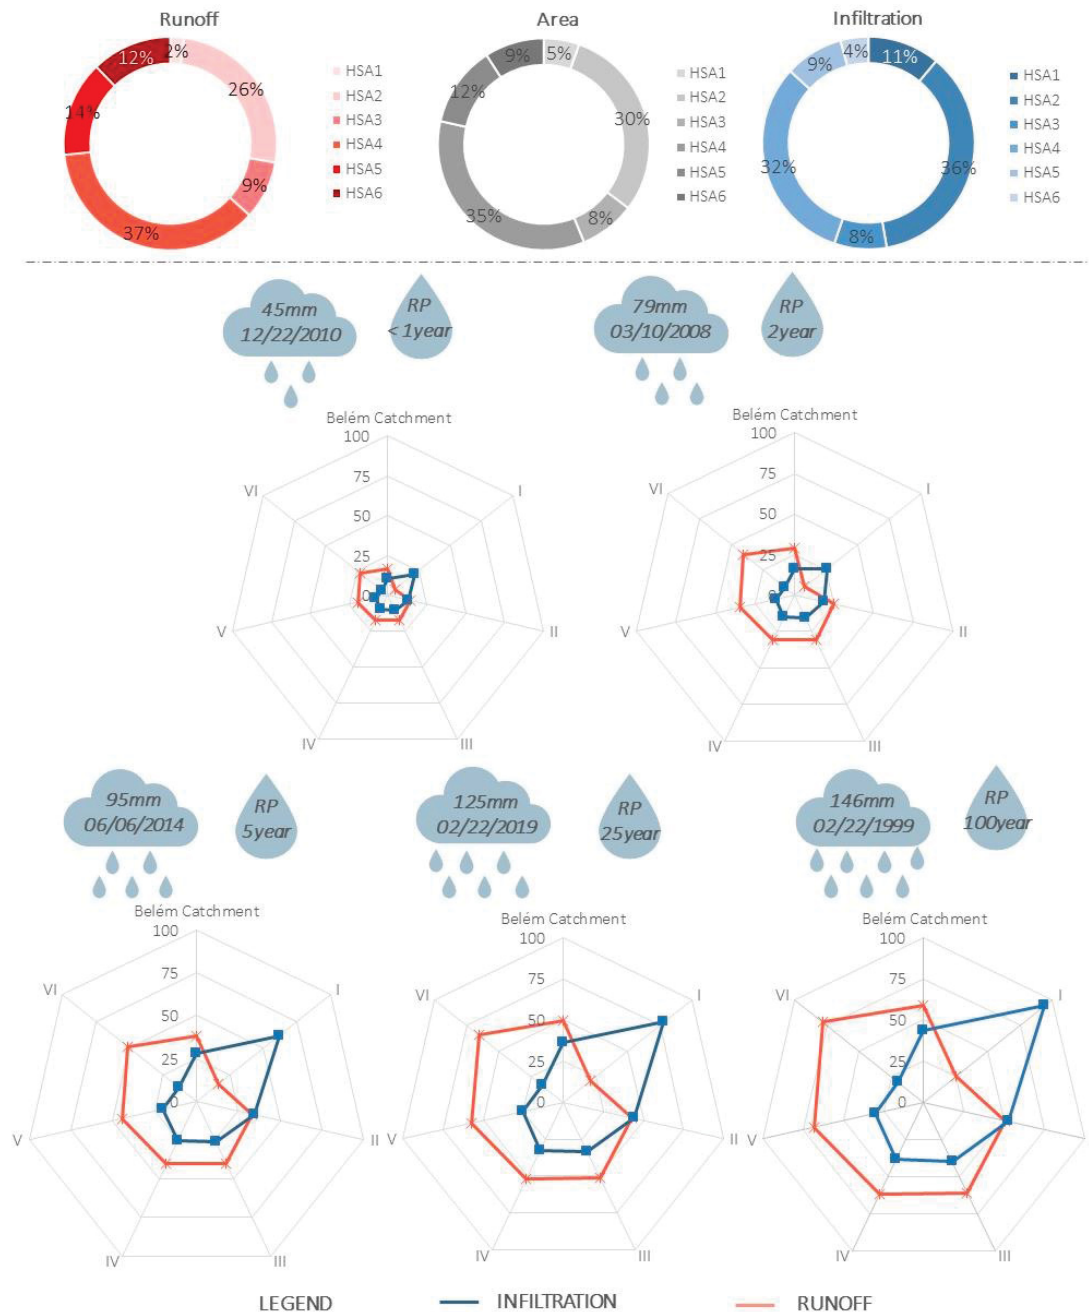 Runoff
Area
Infiltration
2%
26%
9%
37%
14%
12%
HSA1
HSA2
HSA3
HSA4
HSA5
HSA6
5%
30%
8%
35%
12%
9%
HSA1
HSA2
HSA3
HSA4
HSA5
HSA6
11%
36%
8%
32%
9%
4%
HSA1
HSA2
HSA3
HSA4
HSA5
HSA6
45mm
12/22/2010
RP
< 1year
79mm
03/10/2008
RP
2year
Belém Catchment
100
75
50
25
0
I
II
III
IV
V
VI
Belém Catchment
100
75
50
25
0
I
II
III
IV
V
VI
95mm
06/06/2014
RP
5year
125mm
02/22/2019
RP
25year
146mm
02/22/1999
RP
100year
Belém Catchment
100
75
50
25
0
I
II
III
IV
V
VI
Belém Catchment
100
75
50
25
0
I
II
III
IV
V
VI
Belém Catchment
100
75
50
25
0
I
III
IV
V
VI
LEGEND INFILTRATION RUNOFF